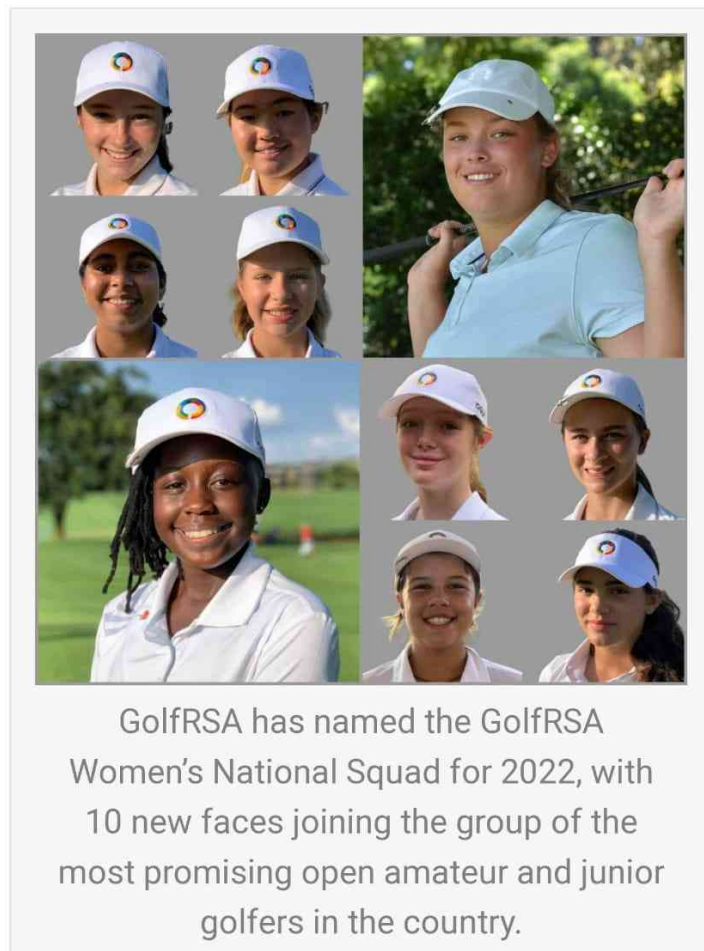 GolfRSA has named the GolfRSA
Women’s National Squad for 2022, with
10 new faces joining the group of the
most promising open amateur and junior
golfers in the country.